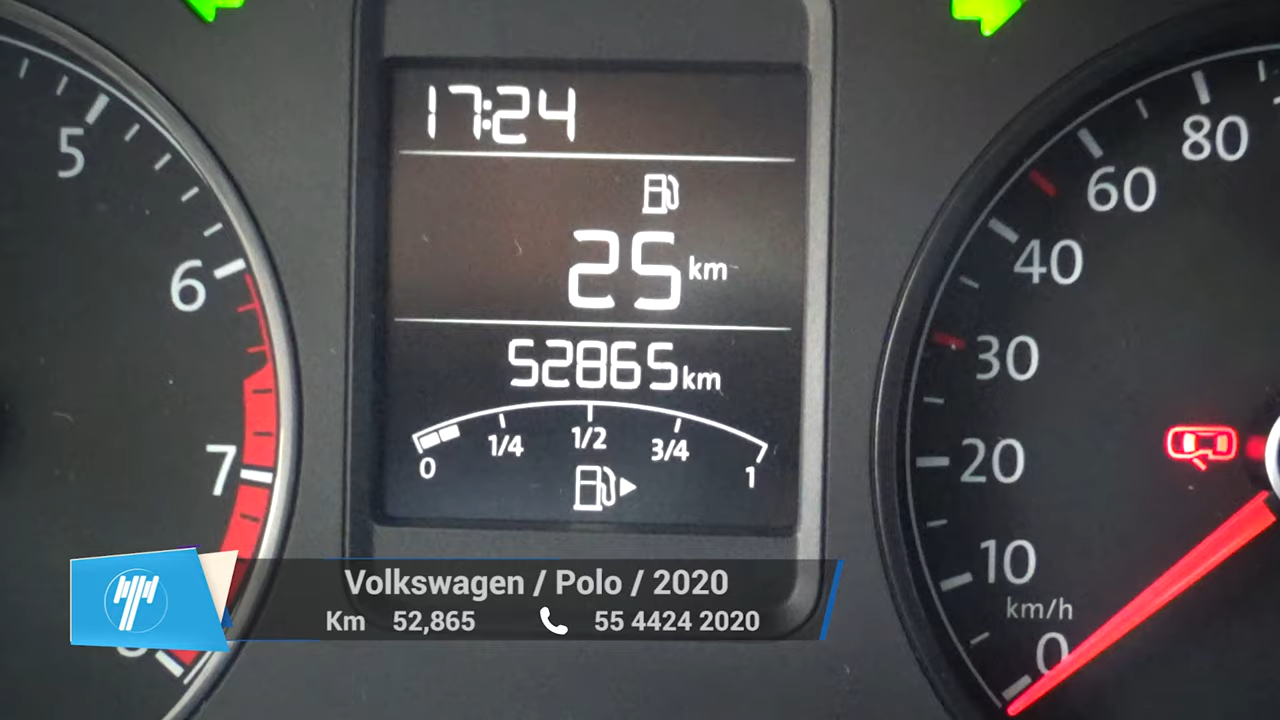 17:24
25 km
52865 km
0 1/4 1/2 3/4 1
5
6
7
80
60
40
30
20
10
km/h
0
Volkswagen / Polo / 2020
Km 52,865 55 4424 2020